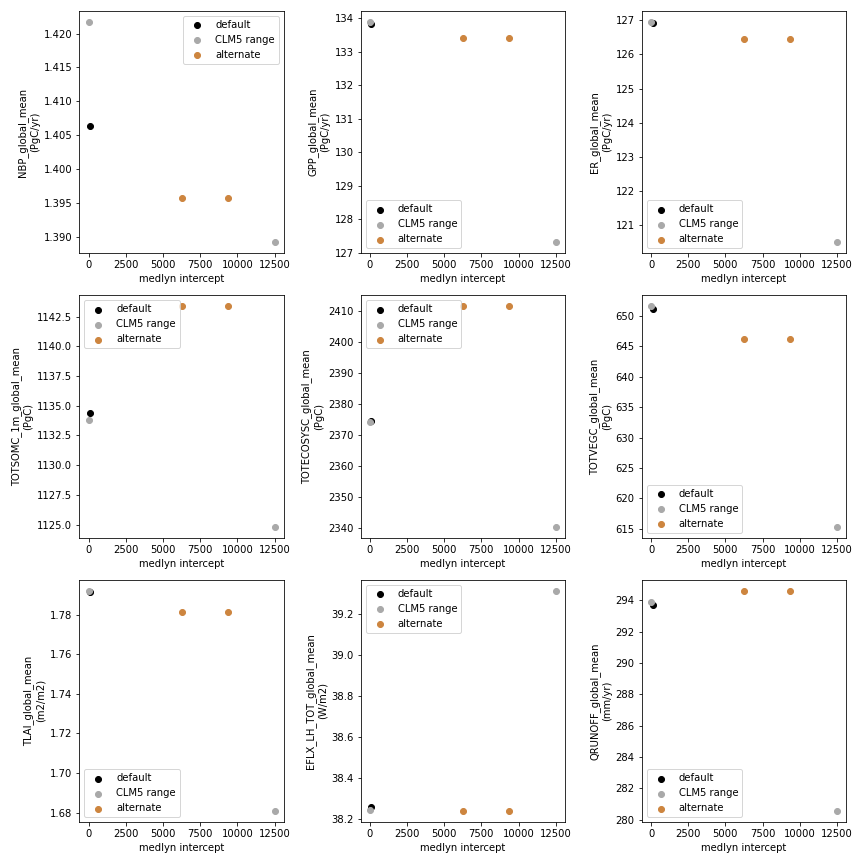 NBP_global_mean
(PgC/yr)
1.420
1.415
1.410
1.405
1.400
1.395
1.390
default
CLM5 range
alternate
0 2500 5000 7500 10000 12500
medlyn intercept
GPP_global_mean
(PgC/yr)
134
133
132
131
130
129
128
127
default
CLM5 range
alternate
0 2500 5000 7500 10000 12500
medlyn intercept
ER_global_mean
(PgC/yr)
127
126
125
124
123
122
121
default
CLM5 range
alternate
0 2500 5000 7500 10000 12500
medlyn intercept
TOTSOMC_1m_global_mean
(PgC)
1142.5
1140.0
1137.5
1135.0
1132.5
1130.0
1127.5
1125.0
default
CLM5 range
alternate
0 2500 5000 7500 10000 12500
medlyn intercept
TOTECOSYSC_global_mean
(PgC)
2410
2400
2390
2380
2370
2360
2350
2340
default
CLM5 range
alternate
0 2500 5000 7500 10000 12500
medlyn intercept
TOTVEGC_global_mean
(PgC)
650
645
640
635
630
625
620
615
default
CLM5 range
alternate
0 2500 5000 7500 10000 12500
medlyn intercept
TLAI_global_mean
(m2/m2)
1.78
1.76
1.74
1.72
1.70
1.68
default
CLM5 range
alternate
0 2500 5000 7500 10000 12500
medlyn intercept
EFLX_LH_TOT_global_mean
(W/m2)
39.2
39.0
38.8
38.6
38.4
38.2
default
CLM5 range
alternate
0 2500 5000 7500 10000 12500
medlyn intercept
QRUNOFF_global_mean
(mm/yr)
294
292
290
288
286
284
282
280
default
CLM5 range
alternate
0 2500 5000 7500 10000 12500
medlyn intercept